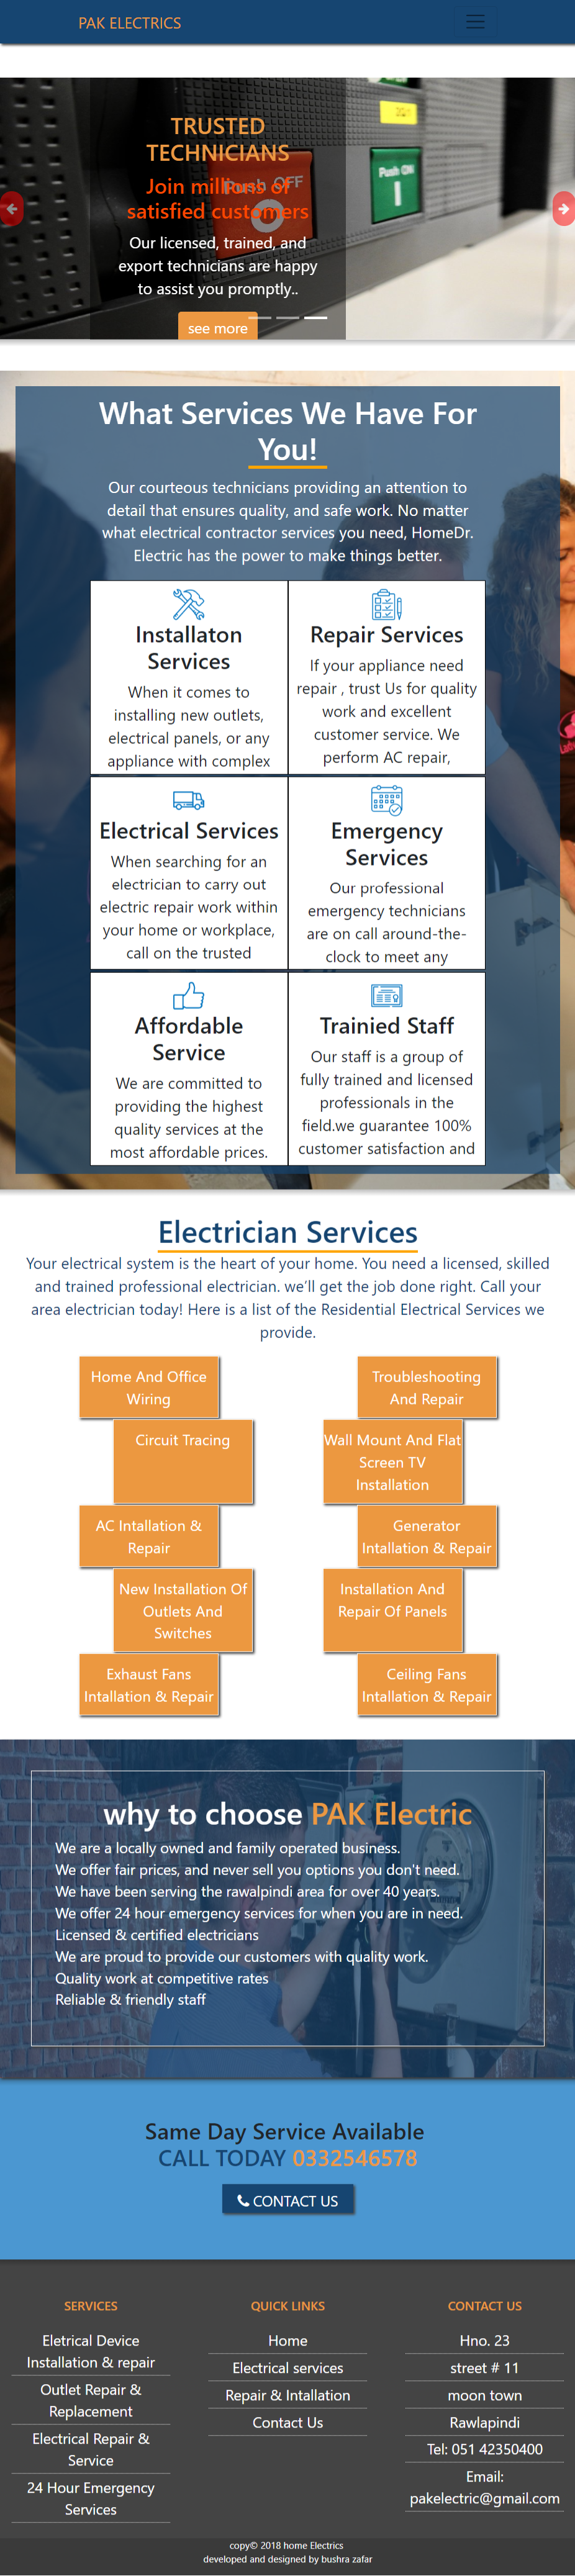 PAK ELECTRICS
TRUSTED
TECHNICIANS
Join millions of
satisfied customers
Push OFF
Push
Our licensed, trained, and
export technicians are happy
to assist you promptly..
see more
What Services We Have For
You!
Our courteous technicians providing an attention to
detail that ensures quality, and safe work. No matter
what electrical contractor services you need, HomeDr.
Electric has the power to make things better.
Installaton
Services
When it comes to
installing new outlets,
electrical panels, or any
appliance with complex
Repair Services
If your appliance need
repair , trust Us for quality
work and excellent
customer service. We
perform AC repair,
Electrical Services
When searching for an
electrician to carry out
electric repair work within
your home or workplace,
call on the trusted
Emergency
Services
Our professional
emergency technicians
are on call around-the-
clock to meet any
Affordable
Service
We are committed to
providing the highest
quality services at the
most affordable prices.
Trainied Staff
Our staff is a group of
fully trained and licensed
professionals in the
field.we guarantee 100%
customer satisfaction and
Electrician Services
Your electrical system is the heart of your home. You need a licensed, skilled
and trained professional electrician. we'll get the job done right. Call your
area electrician today! Here is a list of the Residential Electrical Services we
provide.
Home And Office
Wiring
Troubleshooting
And Repair
Circuit Tracing
Wall Mount And Flat
Screen TV
Installation
AC Intallation &
Repair
Generator
Intallation & Repair
New Installation Of
Outlets And
Switches
Installation And
Repair Of Panels
Exhaust Fans
Intallation & Repair
Ceiling Fans
Intallation & Repair
why to choose PAK Electric
We are a locally owned and family operated business.
We offer fair prices, and never sell you options you don't need.
We have been serving the rawalpindi area for over 40 years.
We offer 24 hour emergency services for when you are in need.
Licensed & certified electricians
We are proud to provide our customers with quality work.
Quality work at competitive rates
Reliable & friendly staff
Same Day Service Available
CALL TODAY 0332546578
CONTACT US
SERVICES
Eletrical Device
Installation & repair
Outlet Repair &
Replacement
Electrical Repair &
Service
24 Hour Emergency
Services
QUICK LINKS
Home
Electrical services
Repair & Intallation
Contact Us
CONTACT US
Hno. 23
street # 11
moon town
Rawlapindi
Tel: 051 42350400
Email:
pakelectric@gmail.com
copy© 2018 home Electrics
developed and designed by bushra zafar